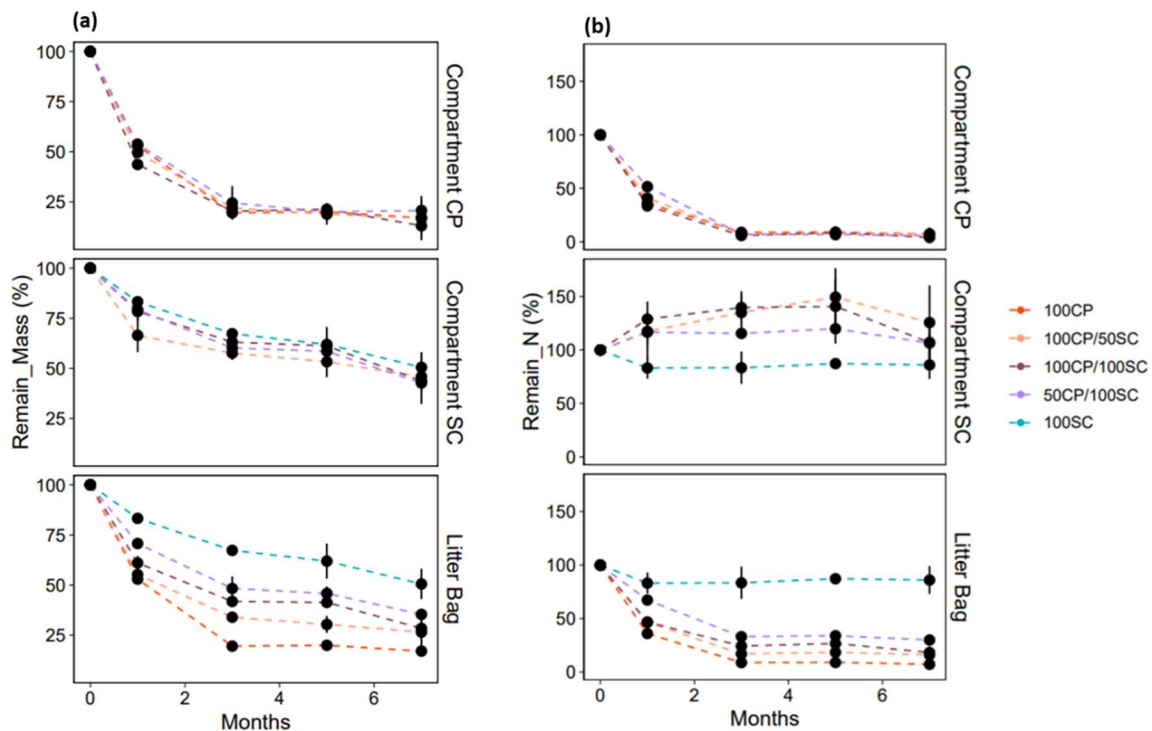 (a)
100
75
50
25
Compartment CP
100
75
50
25
Compartment SC
100
75
50
25
Litter Bag
Remain_Mass (%)
0
2
4
6
Months
(b)
150
100
50
0
Compartment CP
150
100
50
0
Compartment SC
150
100
50
0
Litter Bag
Remain_N (%)
0
2
4
6
Months
100CP
100CP/50SC
100CP/100SC
50CP/100SC
100SC